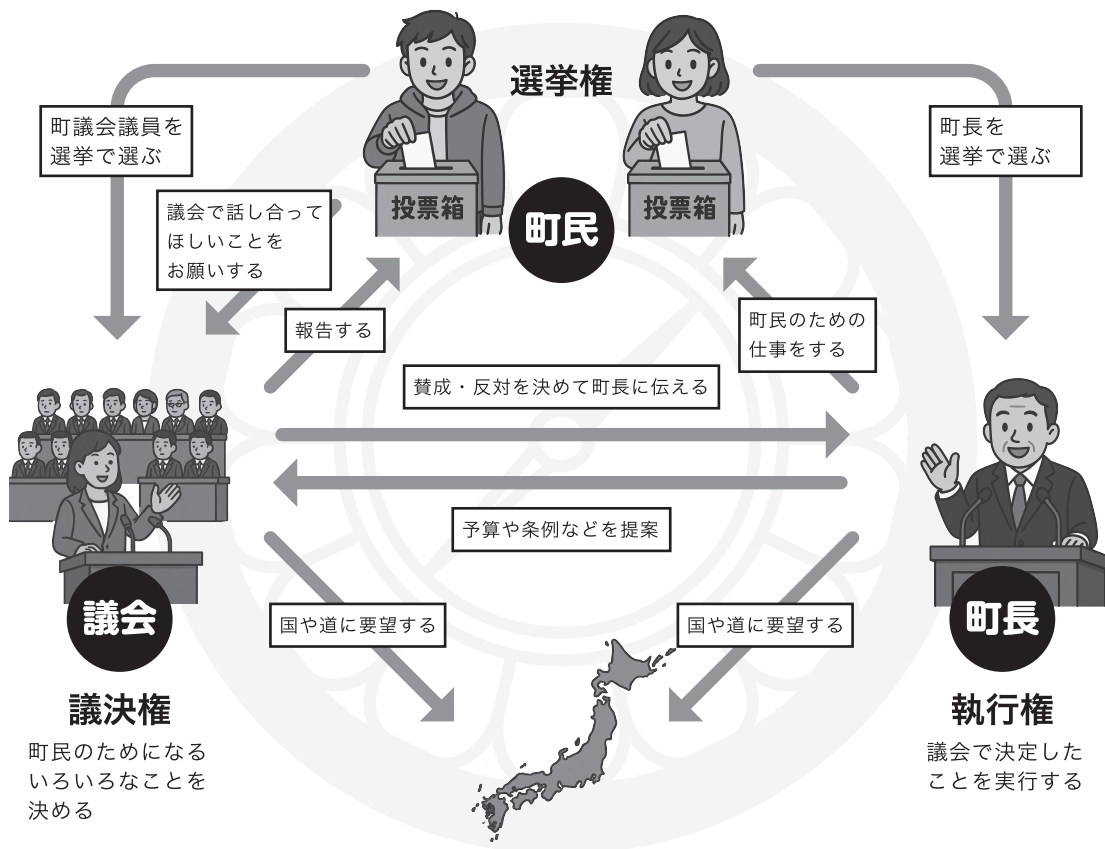 選挙権
投票箱
投票箱
町民
町議会議員を
選挙で選ぶ
町長を
選挙で選ぶ
議会で話し合って
ほしいことを
お願いする
報告する
町民のための
仕事をする
賛成・反対を決めて町長に伝える
予算や条例などを提案
国や道に要望する
国や道に要望する
議会
議決権
町民のためになる
いろいろなことを
決める
町長
執行権
議会で決定した
ことを実行する